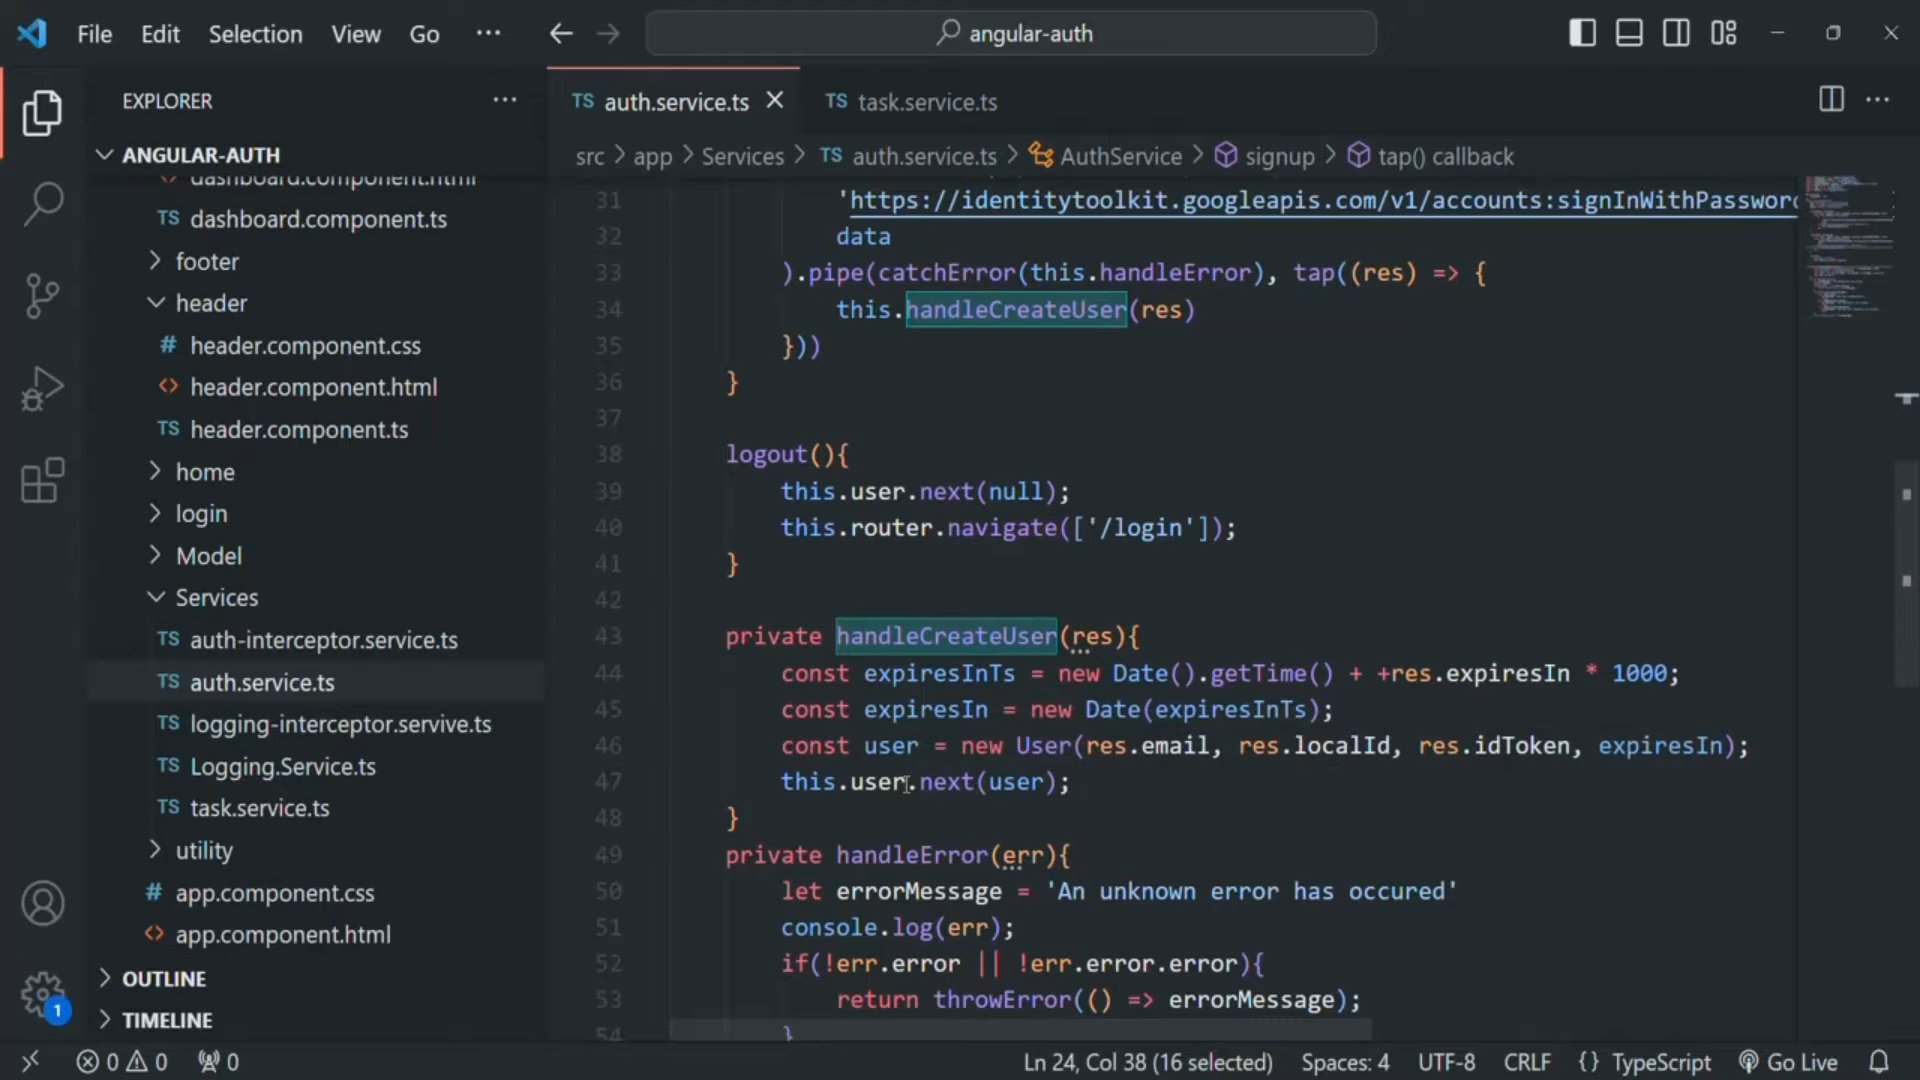 File Edit Selection View Go ··· angular-auth
EXPLORER ···
TS auth.service.ts TS task.service.ts ···
ANGULAR-AUTH
src > app > Services > TS auth.service.ts > AuthService > signup > tap() callback
<> dashboard.component.html
TS dashboard.component.ts
> footer
header
# header.component.css
<> header.component.html
TS header.component.ts
> home
> login
> Model
Services
TS auth-interceptor.service.ts
TS auth.service.ts
TS logging-interceptor.servive.ts
TS Logging.Service.ts
TS task.service.ts
> utility
# app.component.css
<> app.component.html
> OUTLINE
> TIMELINE
1
31 'https://identitytoolkit.googleapis.com/v1/accounts:signInWithPassword
32 data
33 ).pipe(catchError(this.handleError), tap((res) => {
34 this.handleCreateUser(res)
35 }))
36 }
37
38 logout(){
39 this.user.next(null);
40 this.router.navigate(['/login']);
41 }
42
43 private handleCreateUser(res){
44 const expiresInTs = new Date().getTime() + +res.expiresIn * 1000;
45 const expiresIn = new Date(expiresInTs);
46 const user = new User(res.email, res.localId, res.idToken, expiresIn);
47 this.user.next(user);
48 }
49 private handleError(err){
50 let errorMessage = 'An unknown error has occured'
51 console.log(err);
52 if(!err.error || !err.error.error){
53 return throwError(() => errorMessage);
54 }
0 0 0 Ln 24, Col 38 (16 selected) Spaces: 4 UTF-8 CRLF {} TypeScript Go Live